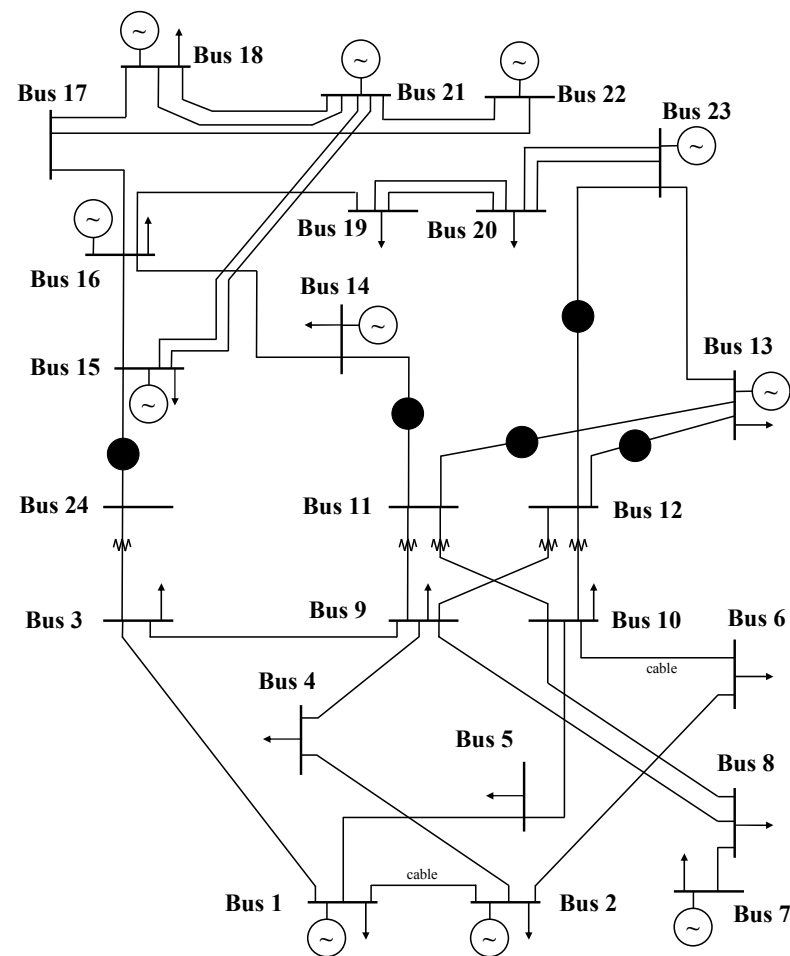 Bus 18
Bus 17
Bus 21
Bus 22
Bus 23
Bus 19
Bus 20
Bus 16
Bus 14
Bus 13
Bus 15
Bus 24
Bus 11
Bus 12
Bus 3
Bus 9
Bus 10
Bus 6
cable
Bus 4
Bus 5
Bus 8
cable
Bus 1
Bus 2
Bus 7
~
~
~
~
~
~
~
~
~
~
~